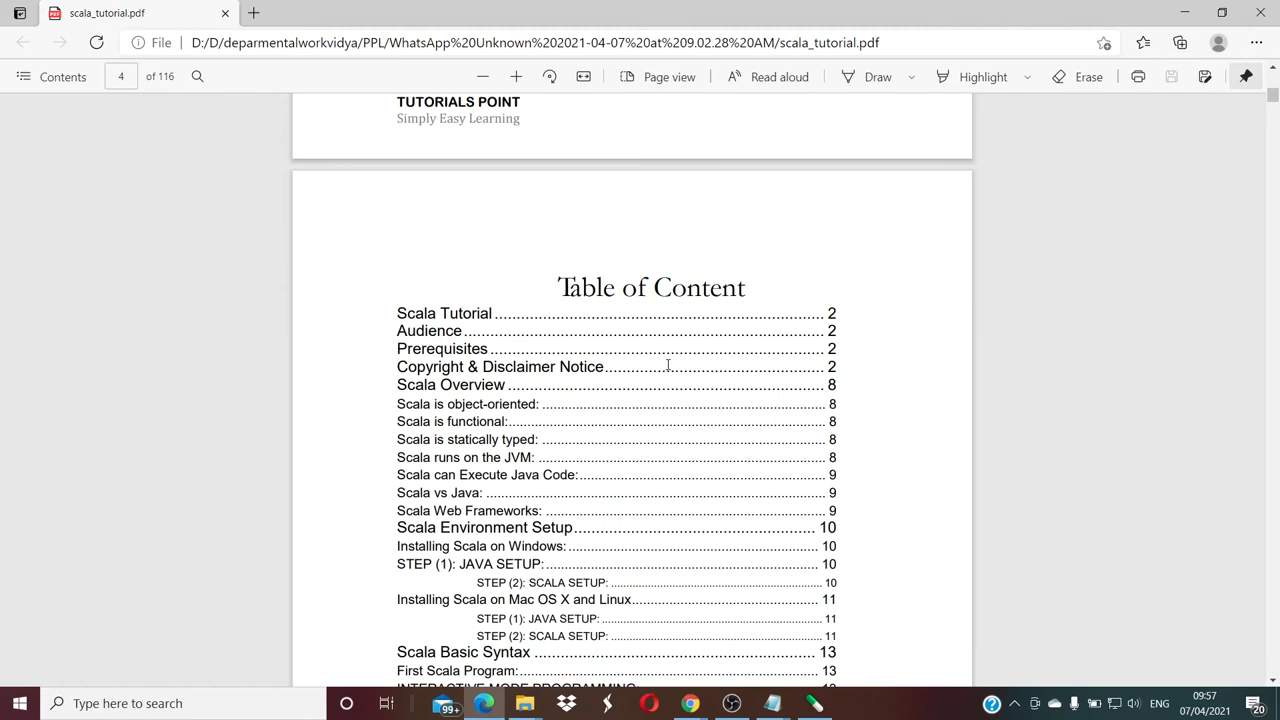 scala_tutorial.pdf
File D:/D/deparmentalworkvidya/PPL/WhatsApp%20Unknown%202021-04-07%20at%209.02.28%20AM/scala_tutorial.pdf
Contents 4 of 116 Page view Read aloud Draw Highlight Erase
TUTORIALS POINT
Simply Easy Learning
Table of Content
Scala Tutorial ........ 2
Audience ........ 2
Prerequisites ........ 2
Copyright & Disclaimer Notice ........ 2
Scala Overview ........ 8
Scala is object-oriented: ........ 8
Scala is functional: ........ 8
Scala is statically typed: ........ 8
Scala runs on the JVM: ........ 8
Scala can Execute Java Code: ........ 9
Scala vs Java: ........ 9
Scala Web Frameworks: ........ 9
Scala Environment Setup ........ 10
Installing Scala on Windows: ........ 10
STEP (1): JAVA SETUP: ........ 10
STEP (2): SCALA SETUP: ........ 10
Installing Scala on Mac OS X and Linux ........ 11
STEP (1): JAVA SETUP: ........ 11
STEP (2): SCALA SETUP: ........ 11
Scala Basic Syntax ........ 13
First Scala Program: ........ 13
Type here to search
99+
ENG
09:57
07/04/2021
20